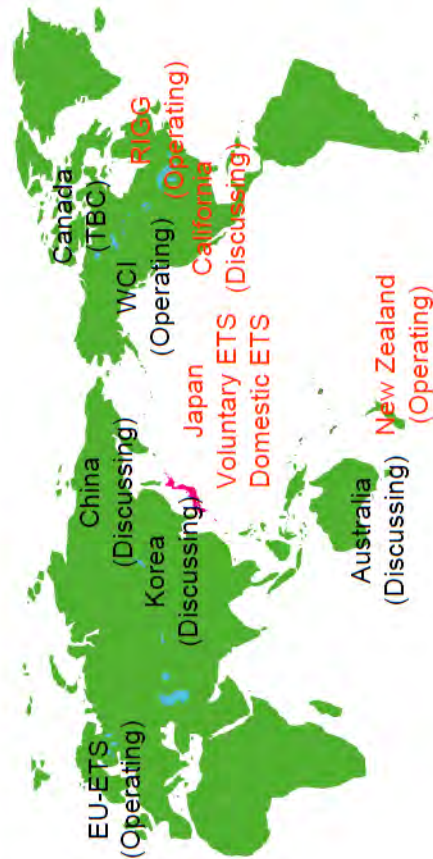 EU-ETS
(Operating)
China
(Discussing)
Korea
(Discussing)
Japan
Voluntary ETS
Domestic ETS
Australia
(Discussing)
New Zealand
(Operating)
Canada
(TBC)
WCI
(Operating)
RIGG
(Operating)
California
(Discussing)